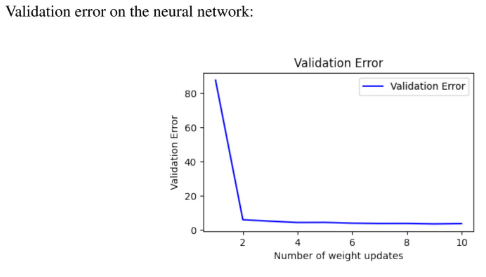 Validation error on the neural network:
Validation Error
Validation Error
Validation Error
80
60
40
20
0
2 4 6 8 10
Number of weight updates